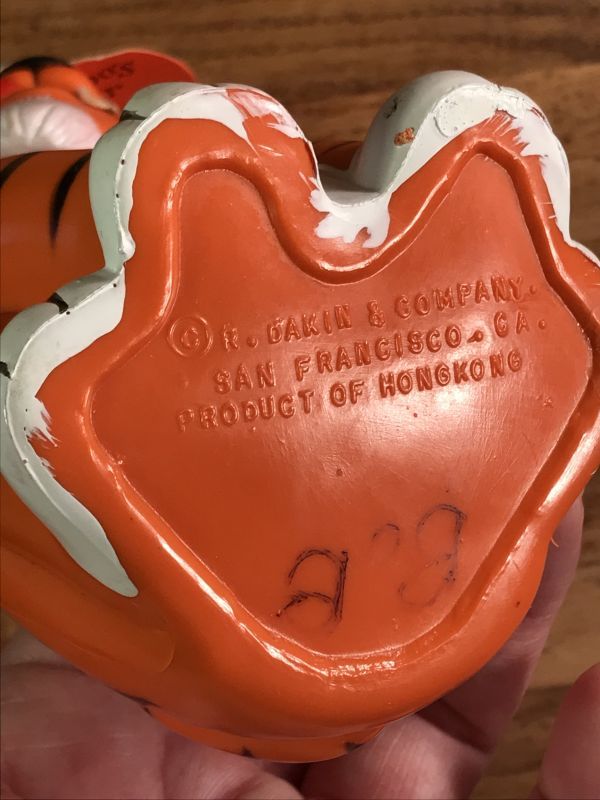 © R. DAKIN & COMPANY.
SAN FRANCISCO. CA.
PRODUCT OF HONGKONG